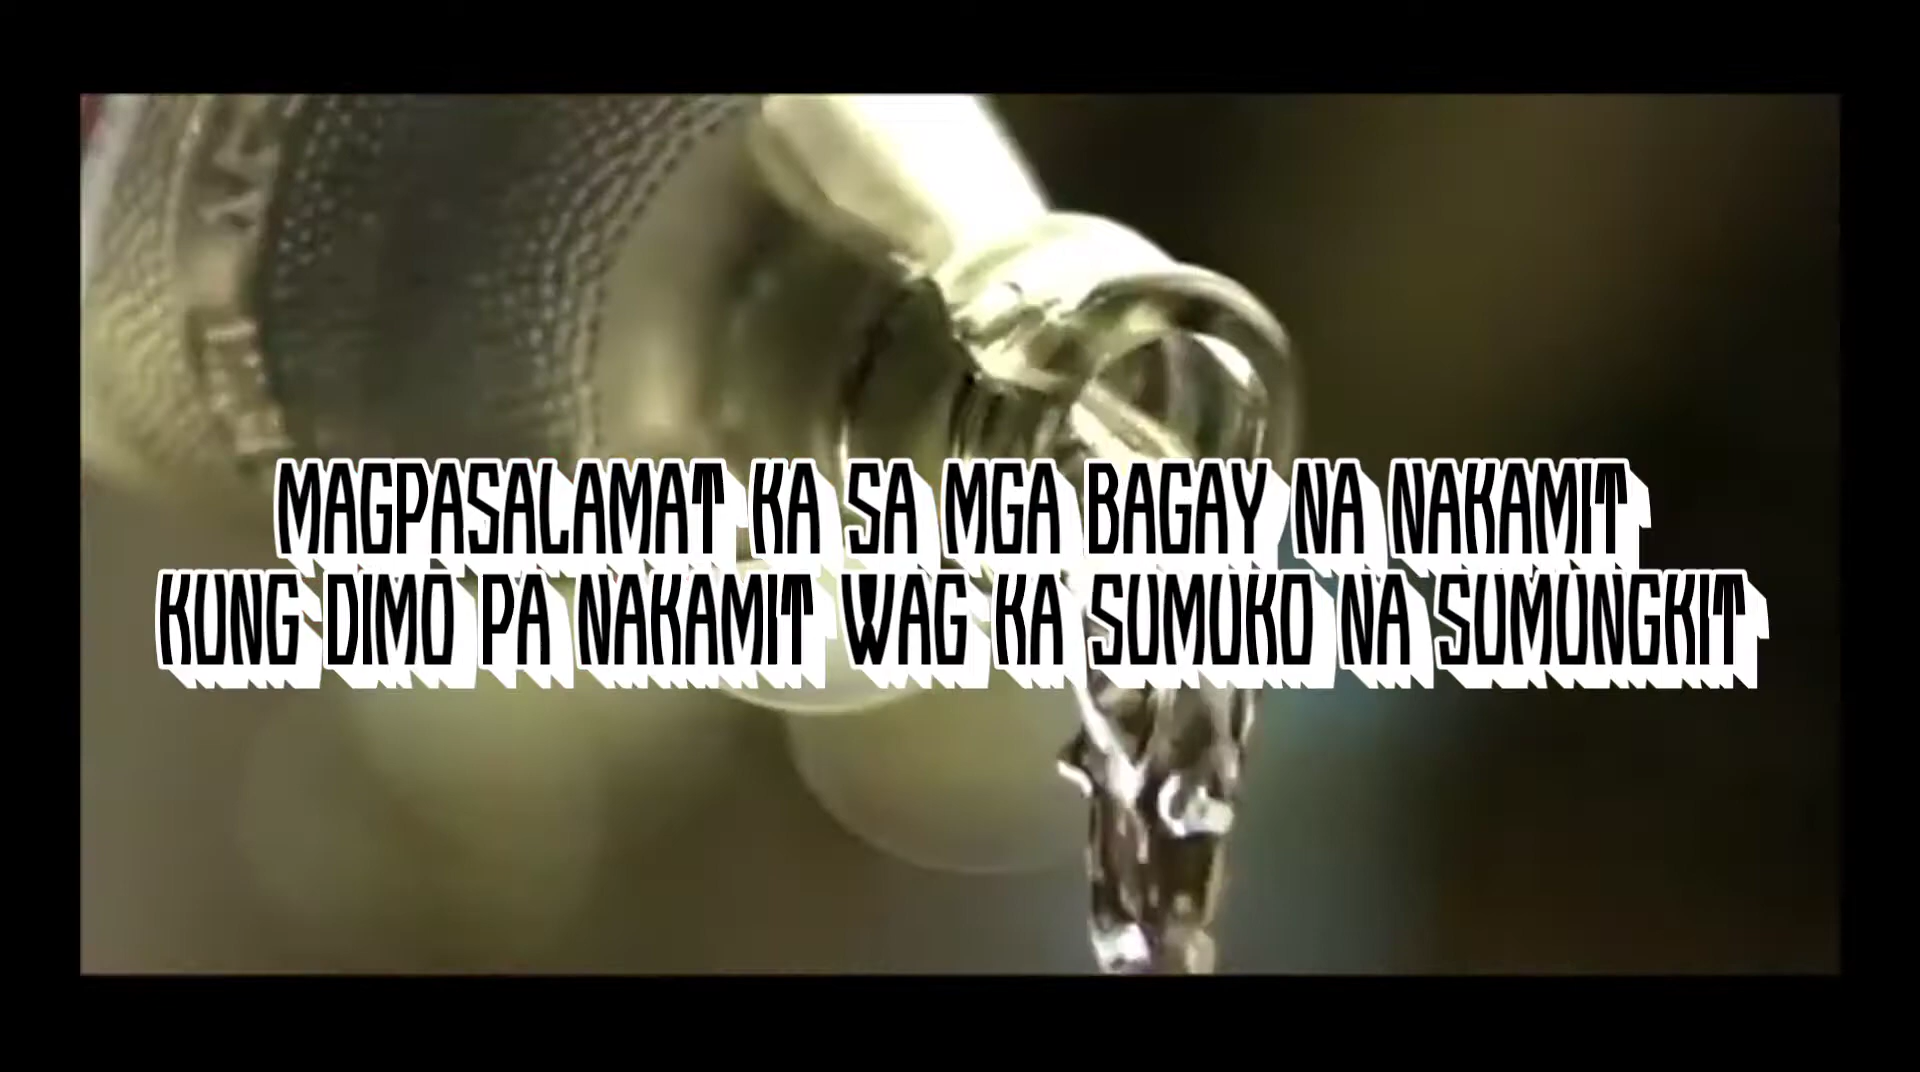 MAGPASALAMAT KA SA MGA BAGAY NA NAKAMIT
KUNG DIMO PA NAKAMIT WAG KA SUMUKO NA SUMUNGKIT